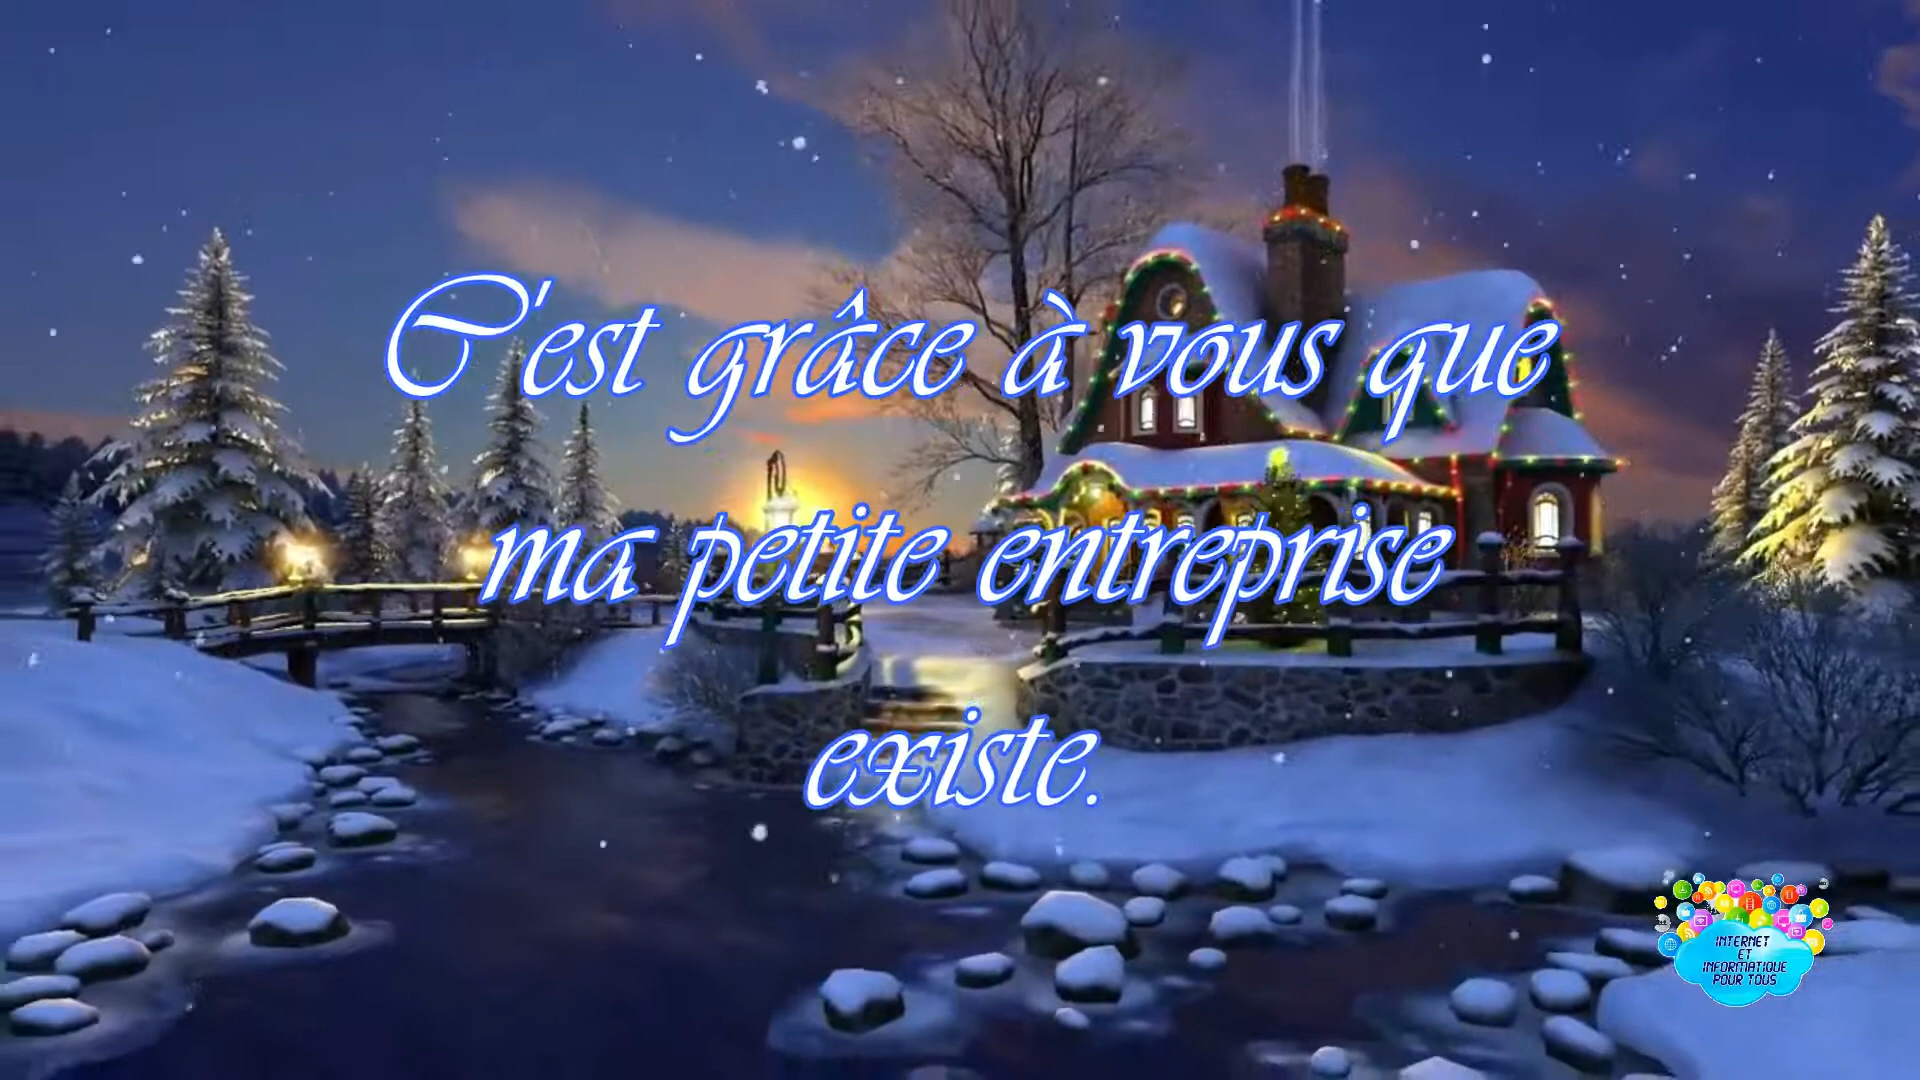 C'est grâce à vous que
ma petite entreprise
existe.
INTERNET
ET
INFORMATIQUE
POUR TOUS